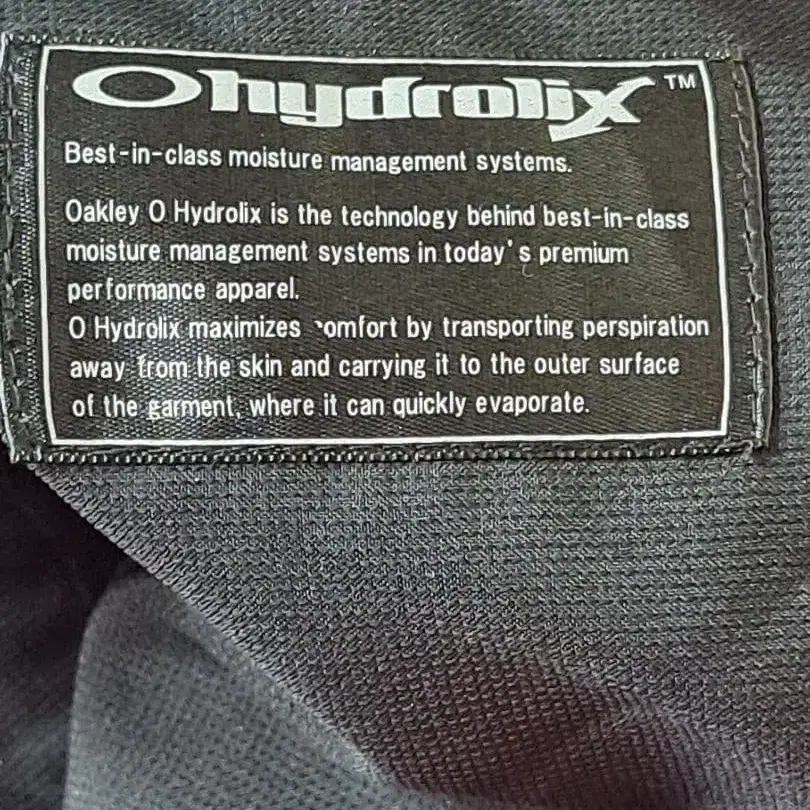 O hydrolix™
Best-in-class moisture management systems.
Oakley O Hydrolix is the technology behind best-in-class
moisture management systems in today's premium
performance apparel.
O Hydrolix maximizes comfort by transporting perspiration
away from the skin and carrying it to the outer surface
of the garment, where it can quickly evaporate.